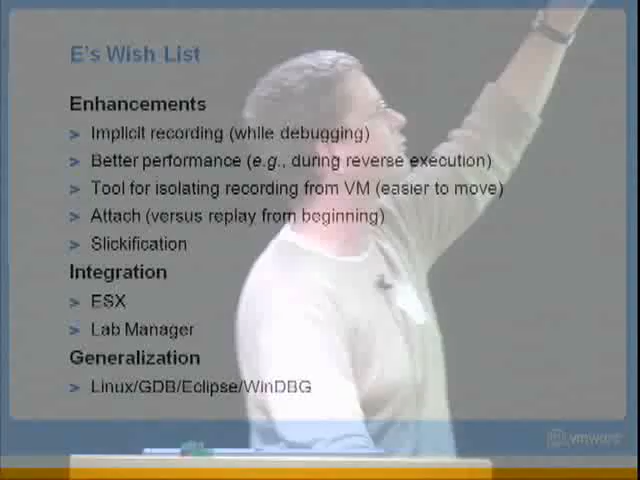 E's Wish List
Enhancements
> Implicit recording (while debugging)
> Better performance (e.g., during reverse execution)
> Tool for isolating recording from VM (easier to move)
> Attach (versus replay from beginning)
> Slickification
Integration
> ESX
> Lab Manager
Generalization
> Linux/GDB/Eclipse/WinDBG
vmware